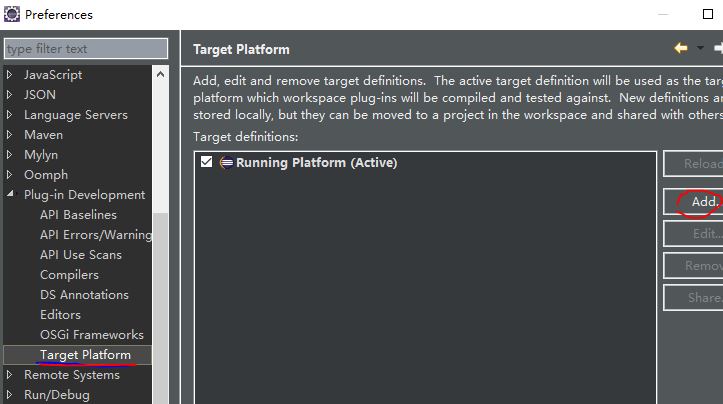 Preferences
type filter text
JavaScript
JSON
Language Servers
Maven
Mylyn
Oomph
Plug-in Development
API Baselines
API Errors/Warning
API Use Scans
Compilers
DS Annotations
Editors
OSGi Frameworks
Target Platform
Remote Systems
Run/Debug
Target Platform
Add, edit and remove target definitions. The active target definition will be used as the tar
platform which workspace plug-ins will be compiled and tested against. New definitions ar
stored locally, but they can be moved to a project in the workspace and shared with others
Target definitions:
Running Platform (Active)
Reload
Add.
Edit...
Remov
Share.